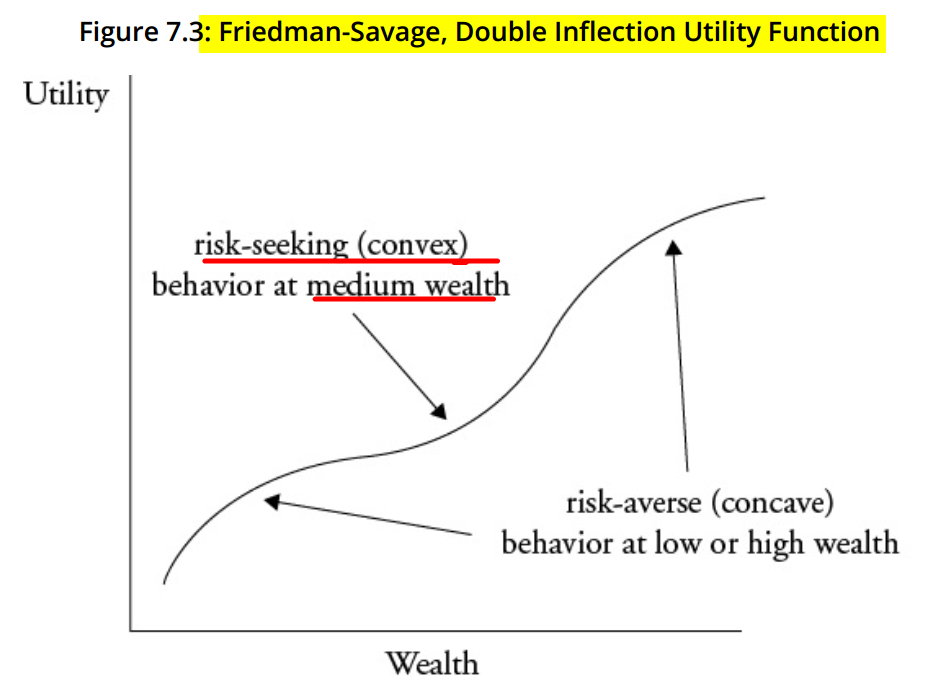 Figure 7.3: Friedman-Savage, Double Inflection Utility Function
Utility
risk-seeking (convex)
behavior at medium wealth
risk-averse (concave)
behavior at low or high wealth
Wealth